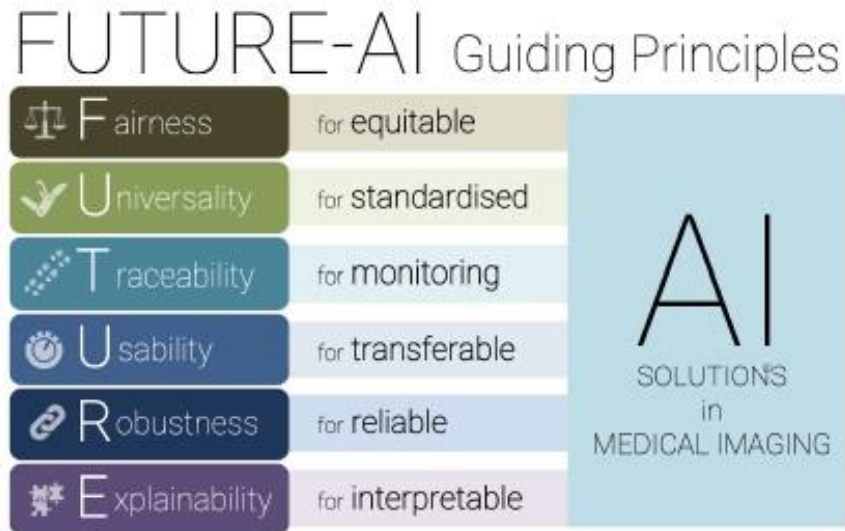 FUTURE-AI Guiding Principles
Fairness for equitable
Universality for standardised
Traceability for monitoring
Usability for transferable
Robustness for reliable
Explainability for interpretable
AI
SOLUTIONS
in
MEDICAL IMAGING